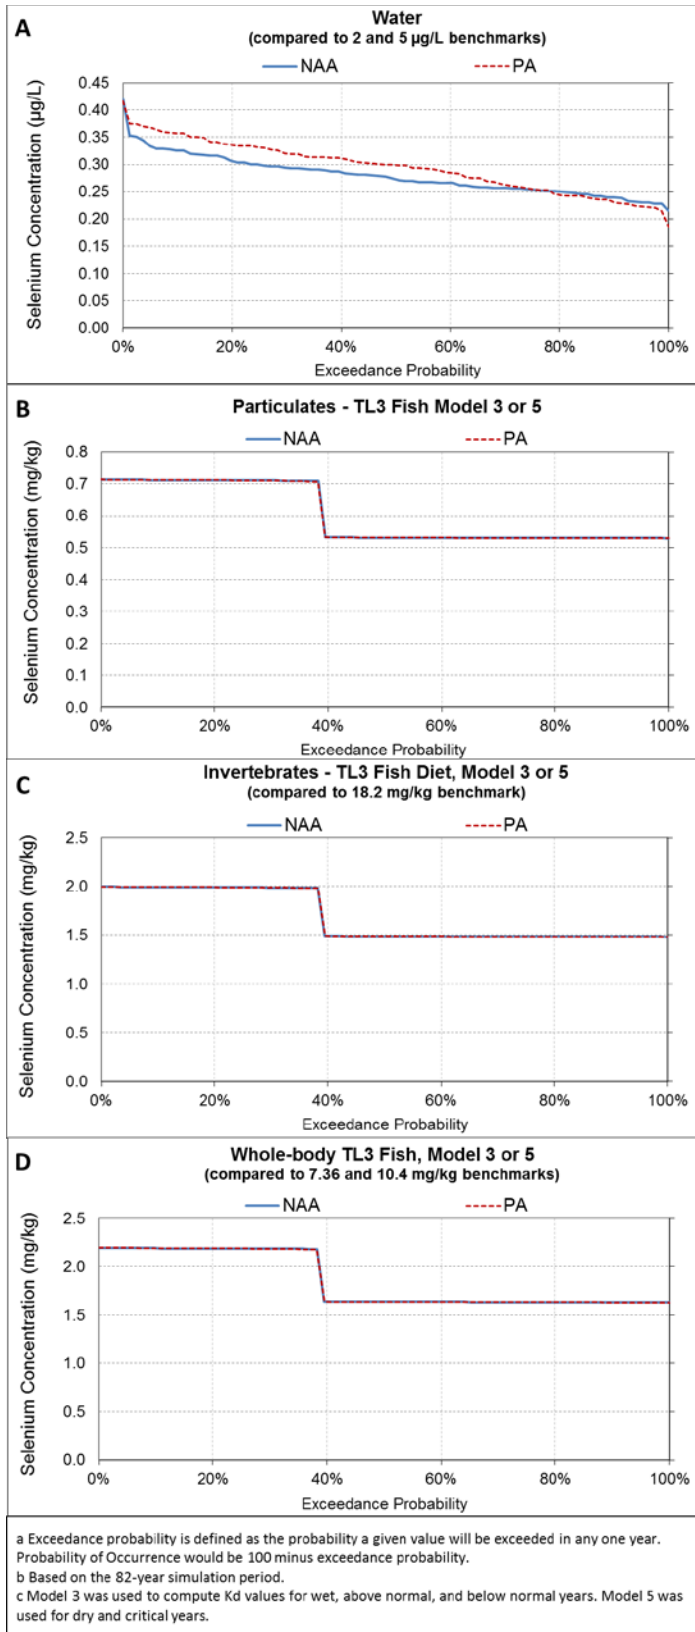 A
Water
(compared to 2 and 5 µg/L benchmarks)
NAA PA
Selenium Concentration (µg/L)
0.45
0.40
0.35
0.30
0.25
0.20
0.15
0.10
0.05
0.00
0% 20% 40% 60% 80% 100%
Exceedance Probability
B
Particulates - TL3 Fish Model 3 or 5
NAA PA
Selenium Concentration (mg/kg)
0.8
0.7
0.6
0.5
0.4
0.3
0.2
0.1
0.0
0% 20% 40% 60% 80% 100%
Exceedance Probability
C
Invertebrates - TL3 Fish Diet, Model 3 or 5
(compared to 18.2 mg/kg benchmark)
NAA PA
Selenium Concentration (mg/kg)
2.5
2.0
1.5
1.0
0.5
0.0
0% 20% 40% 60% 80% 100%
Exceedance Probability
D
Whole-body TL3 Fish, Model 3 or 5
(compared to 7.36 and 10.4 mg/kg benchmarks)
NAA PA
Selenium Concentration (mg/kg)
2.5
2.0
1.5
1.0
0.5
0.0
0% 20% 40% 60% 80% 100%
Exceedance Probability
a Exceedance probability is defined as the probability a given value will be exceeded in any one year.
Probability of Occurrence would be 100 minus exceedance probability.
b Based on the 82-year simulation period.
c Model 3 was used to compute Kd values for wet, above normal, and below normal years. Model 5 was
used for dry and critical years.